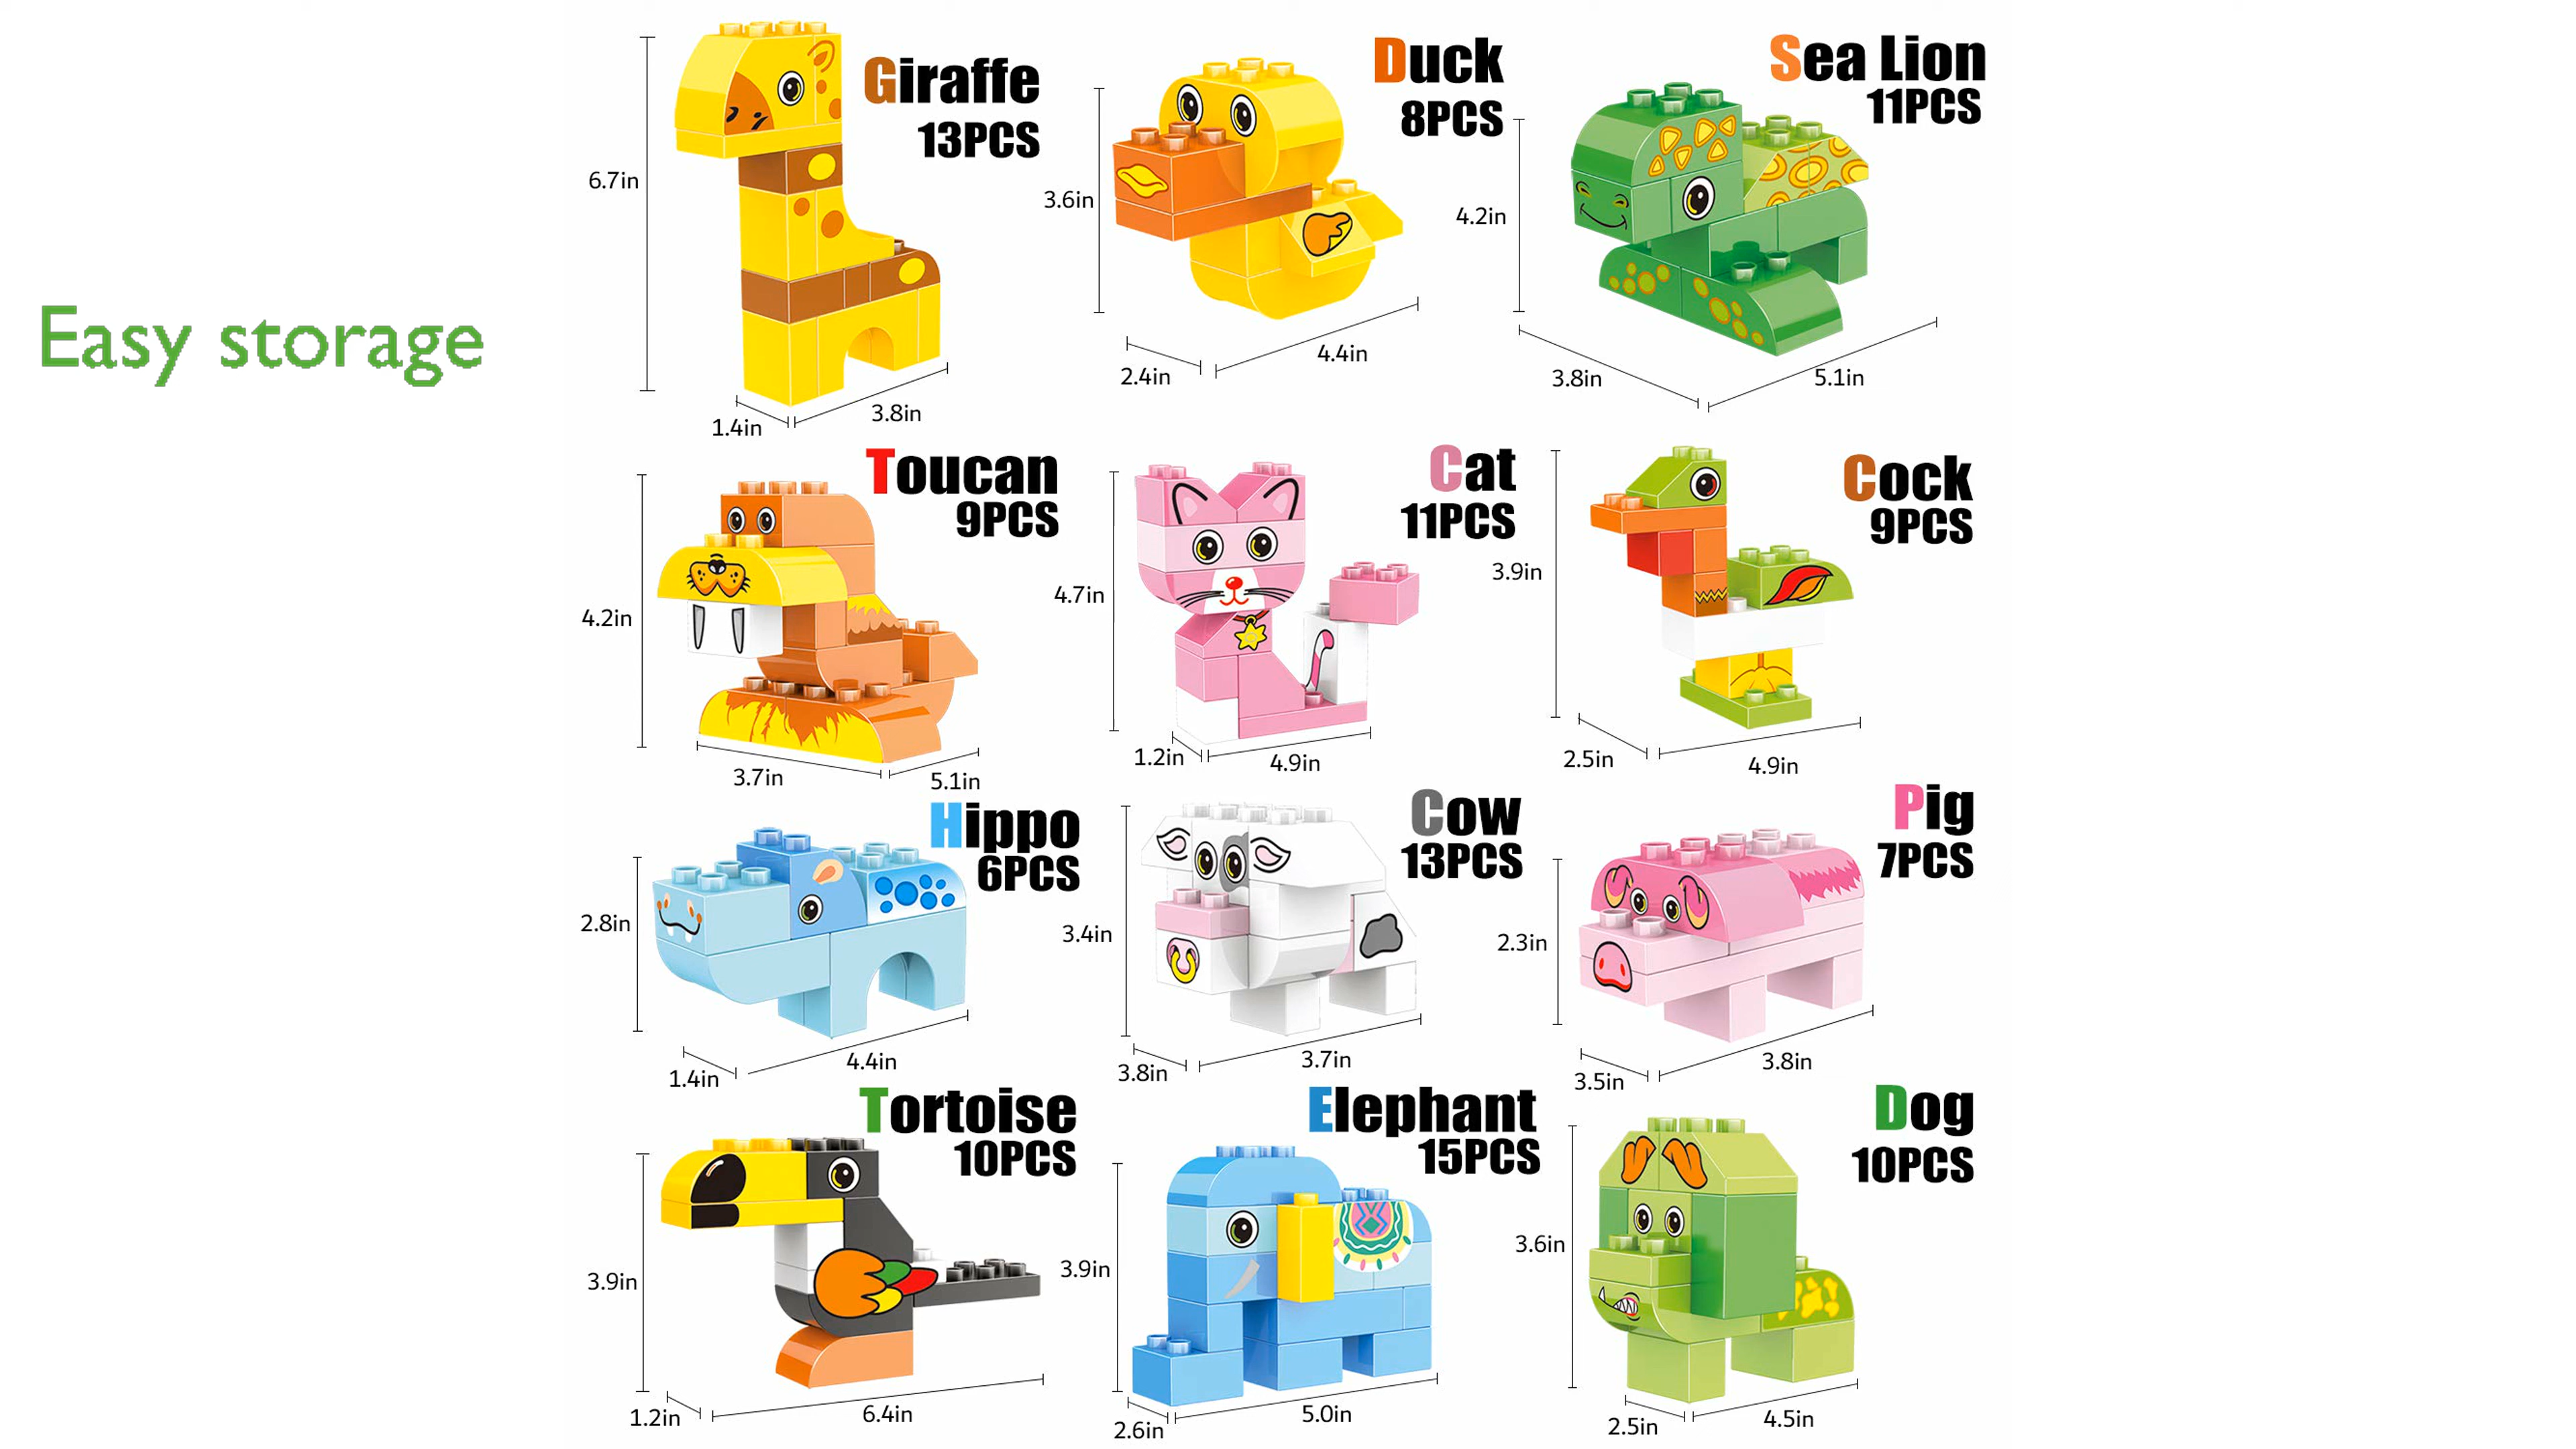 Easy storage
Giraffe
13PCS
6.7in
1.4in
3.8in
Duck
8PCS
3.6in
2.4in
4.4in
Sea Lion
11PCS
4.2in
3.8in
5.1in
Toucan
9PCS
4.2in
3.7in
5.1in
Cat
11PCS
4.7in
1.2in
4.9in
Cock
9PCS
3.9in
2.5in
4.9in
Hippo
6PCS
2.8in
1.4in
4.4in
Cow
13PCS
3.4in
3.8in
3.7in
Pig
7PCS
2.3in
3.5in
3.8in
Tortoise
10PCS
3.9in
1.2in
6.4in
Elephant
15PCS
3.9in
2.6in
5.0in
Dog
10PCS
3.6in
2.5in
4.5in